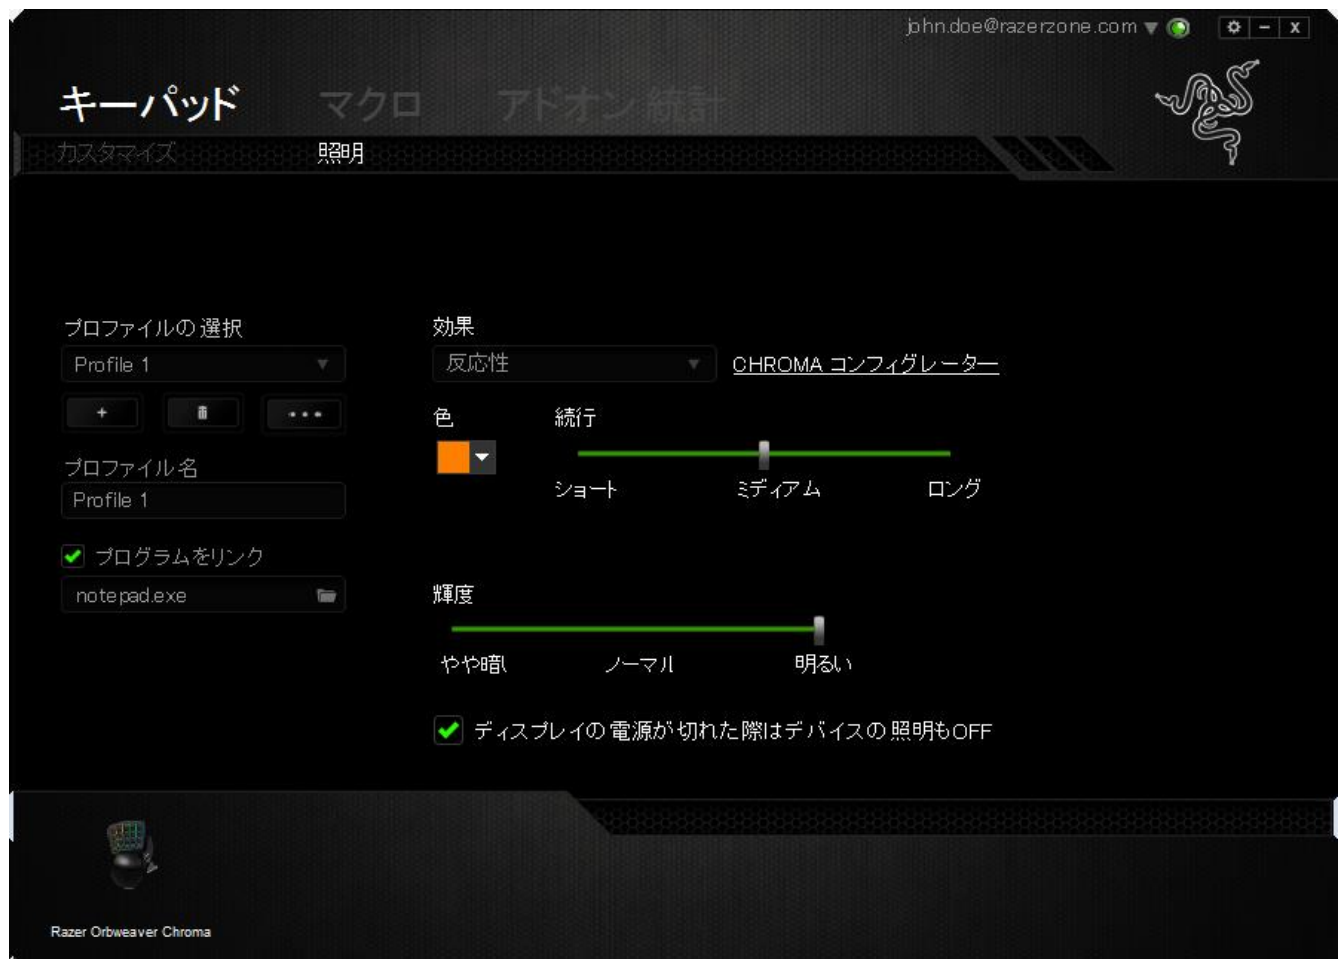 john.doe@razerzone.com
キーパッド マクロ アドオン 統計
カスタマイズ 照明
プロファイルの選択
Profile 1
プロファイル名
Profile 1
プログラムをリンク
notepad.exe
効果
反応性 CHROMA コンフィグレーター
色 続行
ショート ミディアム ロング
輝度
やや暗い ノーマル 明るい
ディスプレイの電源が切れた際はデバイスの照明もOFF
Razer Orbweaver Chroma